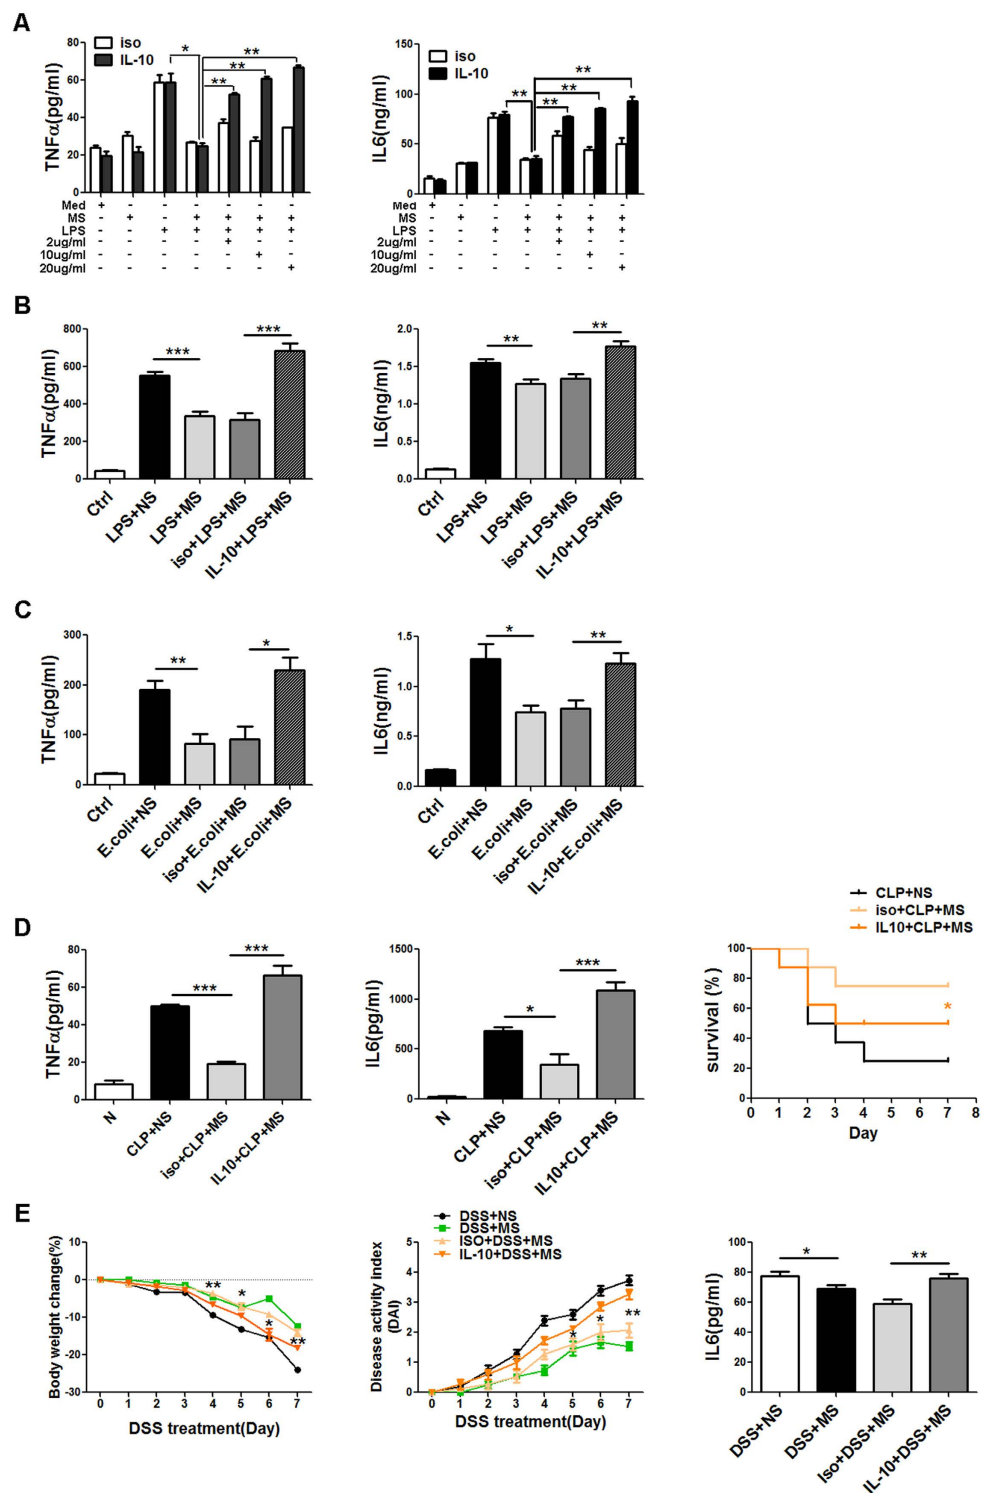 A
TNFα(pg/ml)
80
60
40
20
0
iso
IL-10
*
**
**
**
Med + - - - - - -
MS - + - + + + +
LPS - - + + + + +
2ug/ml - - - - + - -
10ug/ml - - - - - + -
20ug/ml - - - - - - +
IL6(ng/ml)
150
100
50
0
iso
IL-10
**
**
**
**
Med + - - - - - -
MS - + - + + + +
LPS - - + + + + +
2ug/ml - - - - + - -
10ug/ml - - - - - + -
20ug/ml - - - - - - +
B
TNFα(pg/ml)
800
600
400
200
0
***
***
Ctrl
LPS+NS
LPS+MS
iso+LPS+MS
IL-10+LPS+MS
IL6(ng/ml)
2.0
1.5
1.0
0.5
0.0
**
**
Ctrl
LPS+NS
LPS+MS
iso+LPS+MS
IL-10+LPS+MS
C
TNFα(pg/ml)
300
200
100
0
**
*
Ctrl
E.coli+NS
E.coli+MS
iso+E.coli+MS
IL-10+E.coli+MS
IL6(ng/ml)
1.5
1.0
0.5
0.0
*
**
Ctrl
E.coli+NS
E.coli+MS
iso+E.coli+MS
IL-10+E.coli+MS
D
TNFα(pg/ml)
80
60
40
20
0
***
***
N
CLP+NS
iso+CLP+MS
IL10+CLP+MS
IL6(pg/ml)
1500
1000
500
0
*
***
N
CLP+NS
iso+CLP+MS
IL10+CLP+MS
CLP+NS
iso+CLP+MS
IL10+CLP+MS
survival (%)
100
80
60
40
20
0
*
0 1 2 3 4 5 6 7 8
Day
E
Body weight change(%)
10
0
-10
-20
-30
**
*
*
**
0 1 2 3 4 5 6 7
DSS treatment(Day)
DSS+NS
DSS+MS
ISO+DSS+MS
IL-10+DSS+MS
Disease activity index
(DAI)
5
4
3
2
1
0
*
*
**
0 1 2 3 4 5 6 7
DSS treatment(Day)
IL6(pg/ml)
100
80
60
40
20
0
*
**
DSS+NS
DSS+MS
Iso+DSS+MS
IL-10+DSS+MS